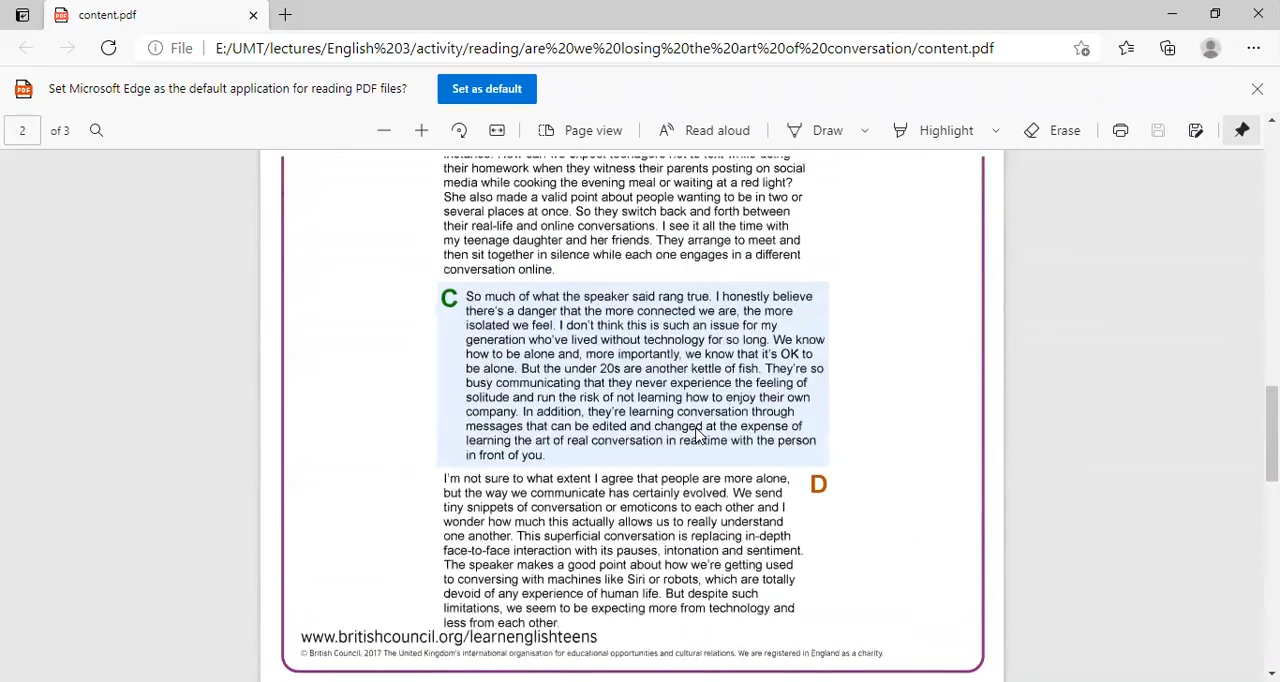 content.pdf
File
E:/UMT/lectures/English%203/activity/reading/are%20we%20losing%20the%20art%20of%20conversation/content.pdf
Set Microsoft Edge as the default application for reading PDF files?
Set as default
2 of 3
Page view
Read aloud
Draw
Highlight
Erase
instance. How can we expect teenagers not to text while doing
their homework when they witness their parents posting on social
media while cooking the evening meal or waiting at a red light?
She also made a valid point about people wanting to be in two or
several places at once. So they switch back and forth between
their real-life and online conversations. I see it all the time with
my teenage daughter and her friends. They arrange to meet and
then sit together in silence while each one engages in a different
conversation online.
C
So much of what the speaker said rang true. I honestly believe
there's a danger that the more connected we are, the more
isolated we feel. I don't think this is such an issue for my
generation who've lived without technology for so long. We know
how to be alone and, more importantly, we know that it's OK to
be alone. But the under 20s are another kettle of fish. They're so
busy communicating that they never experience the feeling of
solitude and run the risk of not learning how to enjoy their own
company. In addition, they're learning conversation through
messages that can be edited and changed at the expense of
learning the art of real conversation in real time with the person
in front of you.
D
I'm not sure to what extent I agree that people are more alone,
but the way we communicate has certainly evolved. We send
tiny snippets of conversation or emoticons to each other and I
wonder how much this actually allows us to really understand
one another. This superficial conversation is replacing in-depth
face-to-face interaction with its pauses, intonation and sentiment.
The speaker makes a good point about how we're getting used
to conversing with machines like Siri or robots, which are totally
devoid of any experience of human life. But despite such
limitations, we seem to be expecting more from technology and
less from each other.
www.britishcouncil.org/learnenglishteens
© British Council, 2017 The United Kingdom's international organisation for educational opportunities and cultural relations. We are registered in England as a charity.